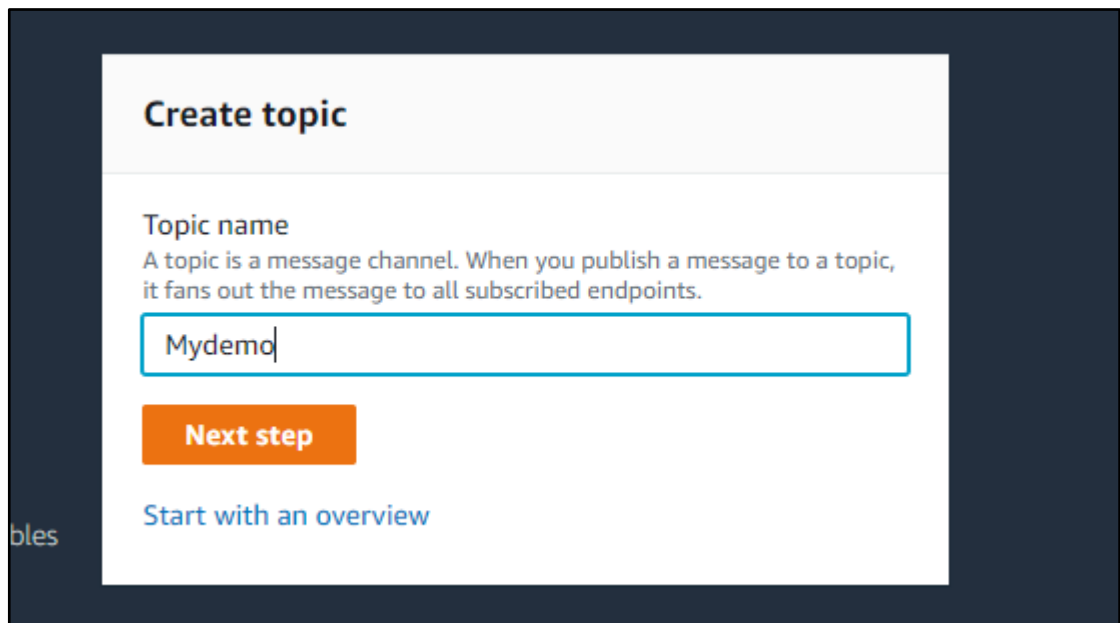 Create topic
Topic name
A topic is a message channel. When you publish a message to a topic,
it fans out the message to all subscribed endpoints.
Mydemo
Next step
Start with an overview
bles